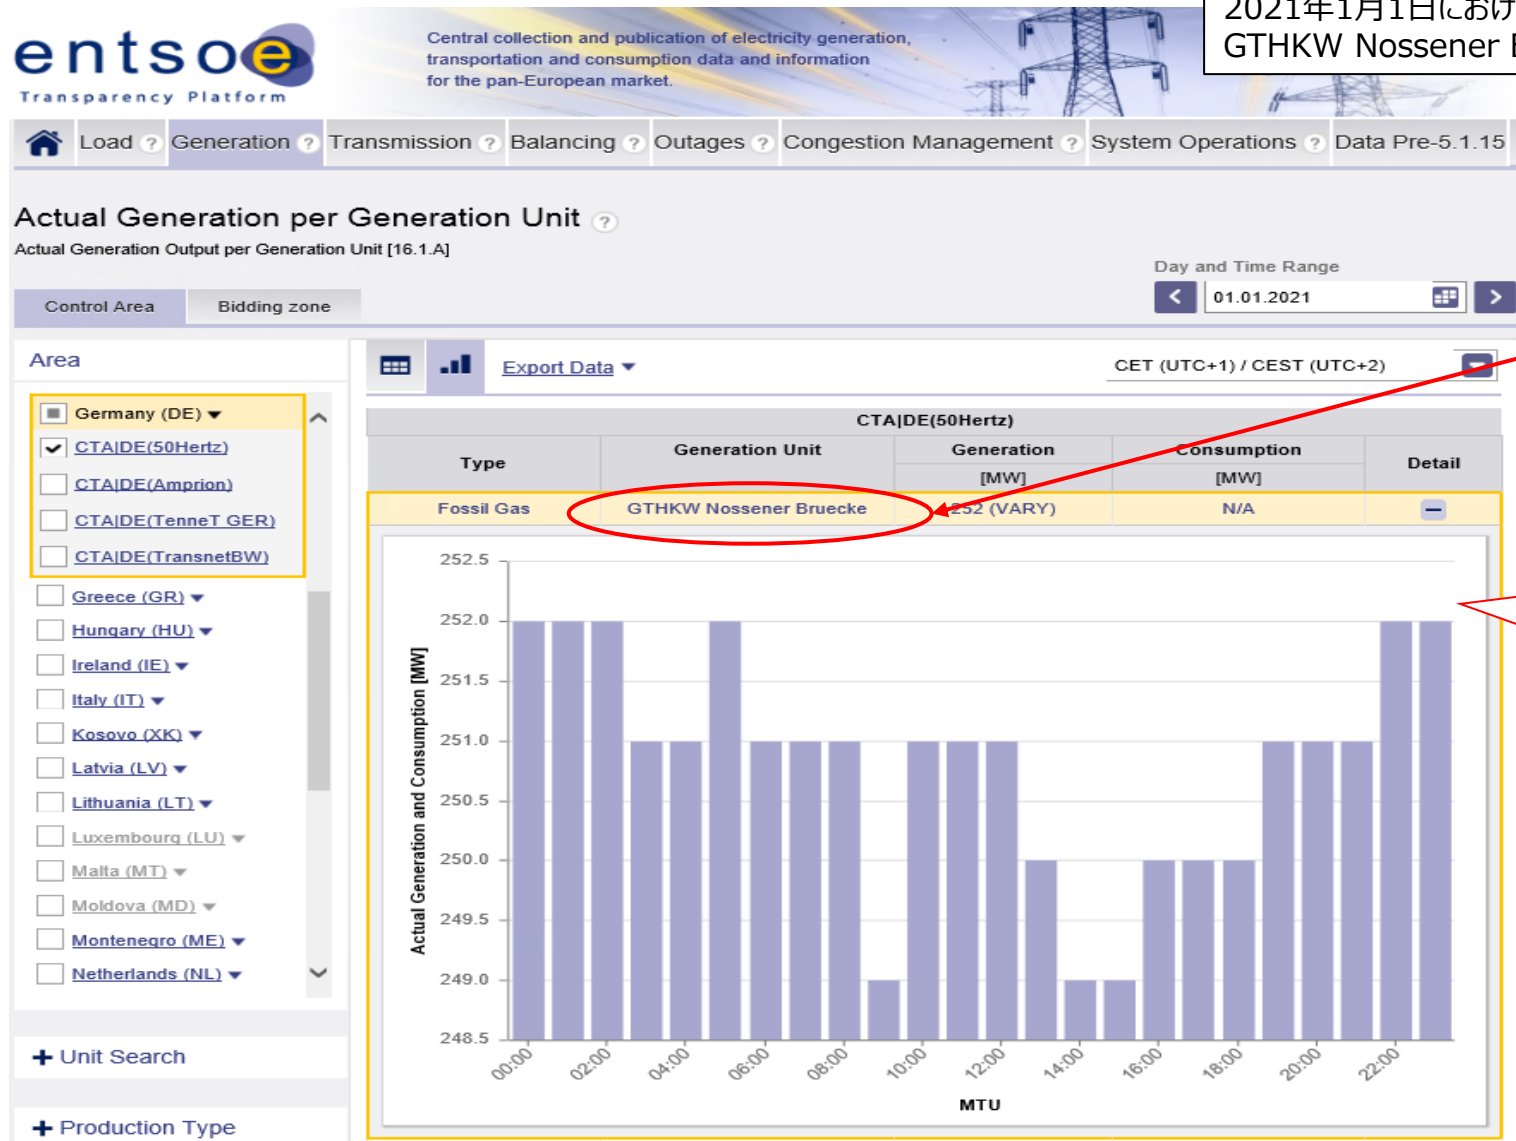 2021年1月1日におけ
GTHKW Nossener
entsoe
Transparency Platform
Central collection and publication of electricity generation,
transportation and consumption data and information
for the pan-European market.
Load ? Generation ? Transmission ? Balancing ? Outages ? Congestion Management ? System Operations ? Data Pre-5.1.15
Actual Generation per Generation Unit ?
Actual Generation Output per Generation Unit [16.1.A]
Day and Time Range
< 01.01.2021 >
Control Area Bidding zone
Area
Export Data
CET (UTC+1) / CEST (UTC+2)
Germany (DE)
CTA|DE(50Hertz)
CTA|DE(Amprion)
CTA|DE(TenneT GER)
CTA|DE(TransnetBW)
Greece (GR)
Hungary (HU)
Ireland (IE)
Italy (IT)
Kosovo (XK)
Latvia (LV)
Lithuania (LT)
Luxembourg (LU)
Malta (MT)
Moldova (MD)
Montenegro (ME)
Netherlands (NL)
+ Unit Search
+ Production Type
CTA|DE(50Hertz)
Type Generation Unit Generation Consumption Detail
[MW] [MW]
Fossil Gas GTHKW Nossener Bruecke 252 (VARY) N/A
Actual Generation and Consumption [MW]
252.5
252.0
251.5
251.0
250.5
250.0
249.5
249.0
248.5
00:00 02:00 04:00 06:00 08:00 10:00 12:00 14:00 16:00 18:00 20:00 22:00
MTU